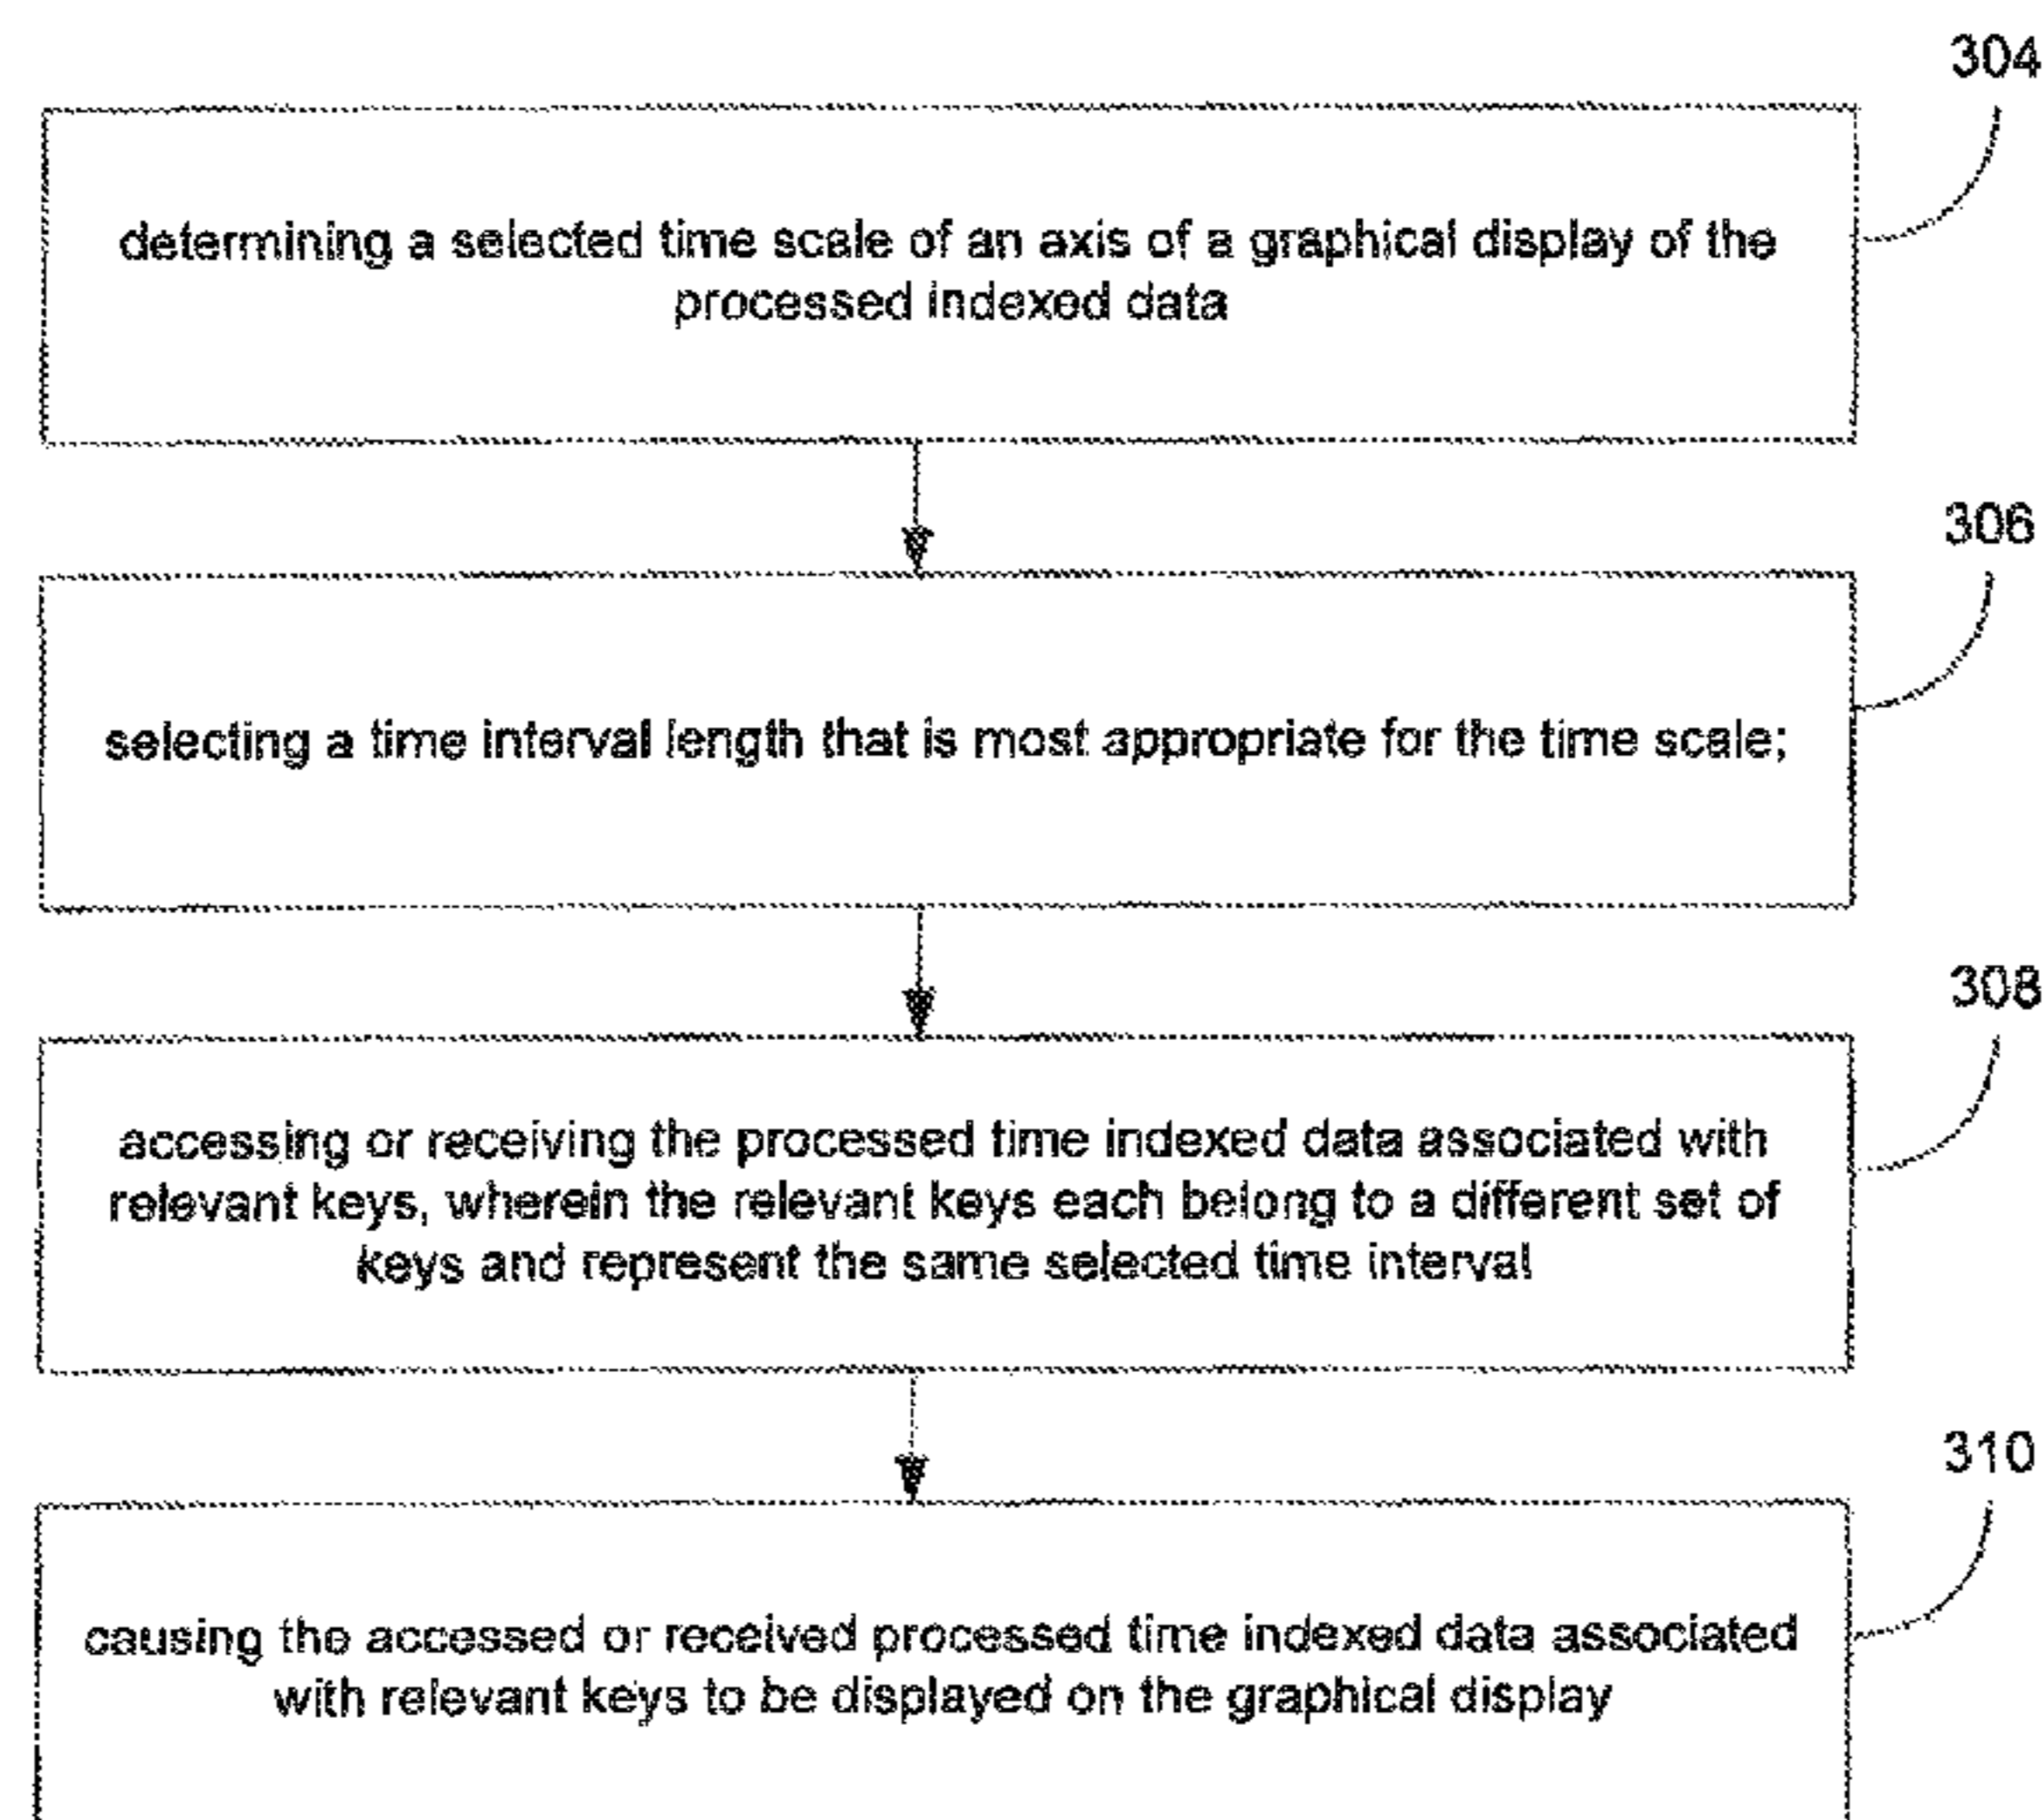 304
determining a selected time scale of an axis of a graphical display of the
processed indexed data
306
selecting a time interval length that is most appropriate for the time scale;
308
accessing or receiving the processed time indexed data associated with
relevant keys, wherein the relevant keys each belong to a different set of
keys and represent the same selected time interval
310
causing the accessed or received processed time indexed data associated
with relevant keys to be displayed on the graphical display